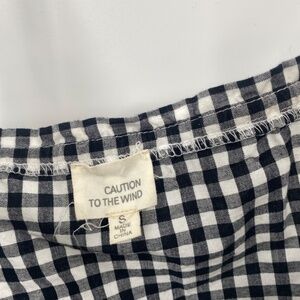 CAUTION
TO THE WIND
S
MADE
IN
CHINA